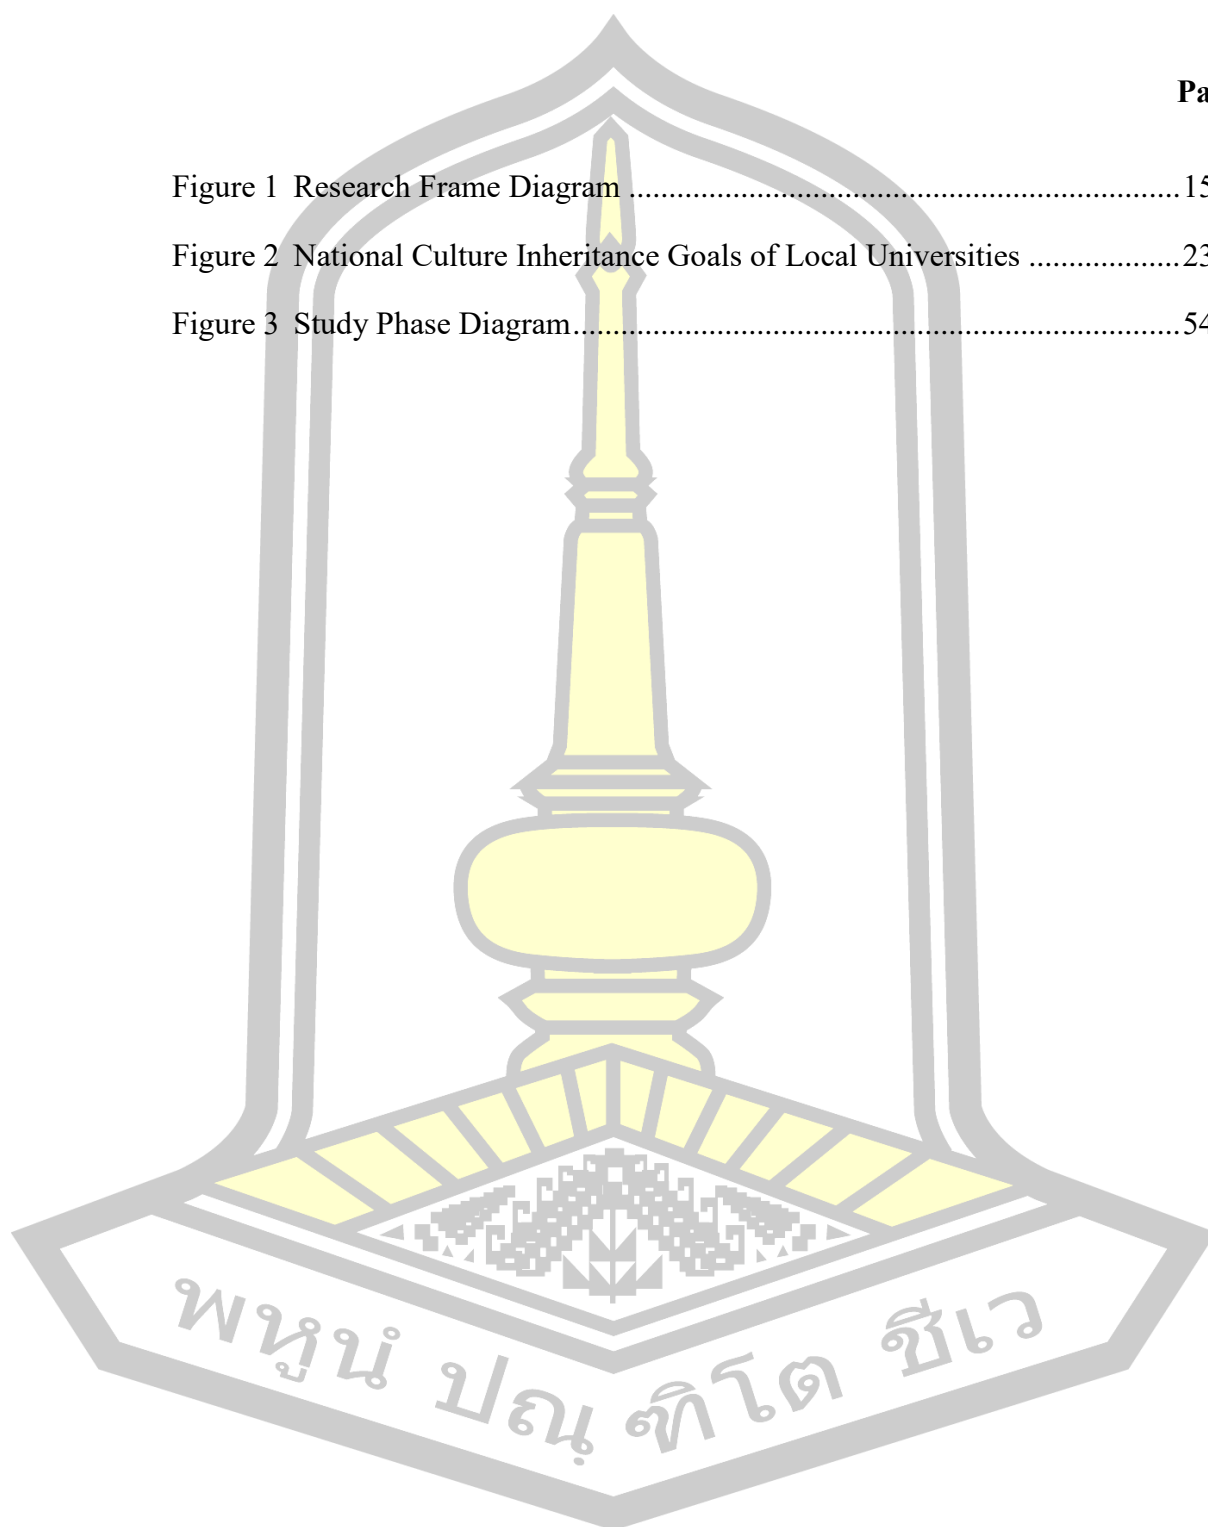 Pa
Figure 1 Research Frame Diagram ......................................................................15
Figure 2 National Culture Inheritance Goals of Local Universities ...................23
Figure 3 Study Phase Diagram.............................................................................54
พหูนํ ปณฺฑิโต ชีเว